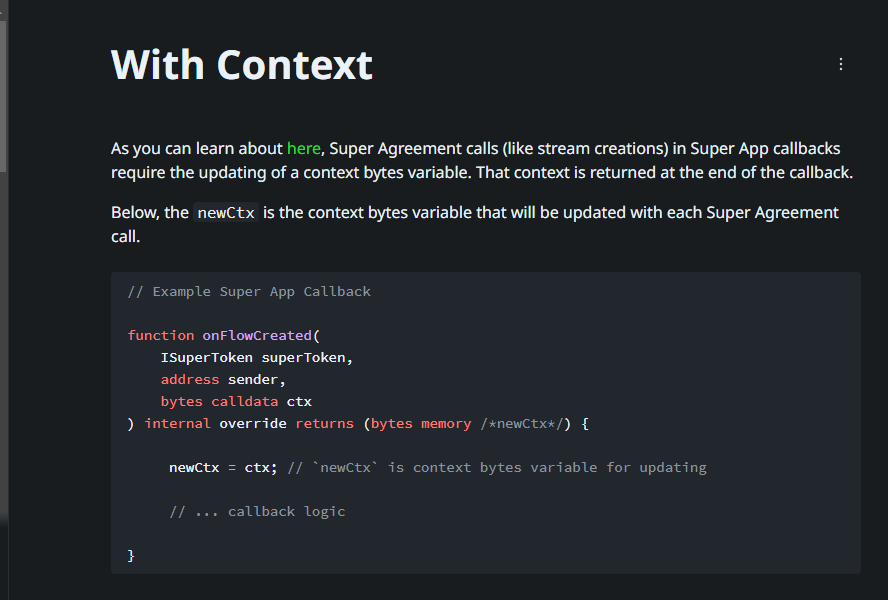 With Context
As you can learn about here, Super Agreement calls (like stream creations) in Super App callbacks
require the updating of a context bytes variable. That context is returned at the end of the callback.
Below, the newCtx is the context bytes variable that will be updated with each Super Agreement
call.
// Example Super App Callback
function onFlowCreated(
    ISuperToken superToken,
    address sender,
    bytes calldata ctx
) internal override returns (bytes memory /*newCtx*/) {
     newCtx = ctx; // `newCtx` is context bytes variable for updating
     // ... callback logic
}